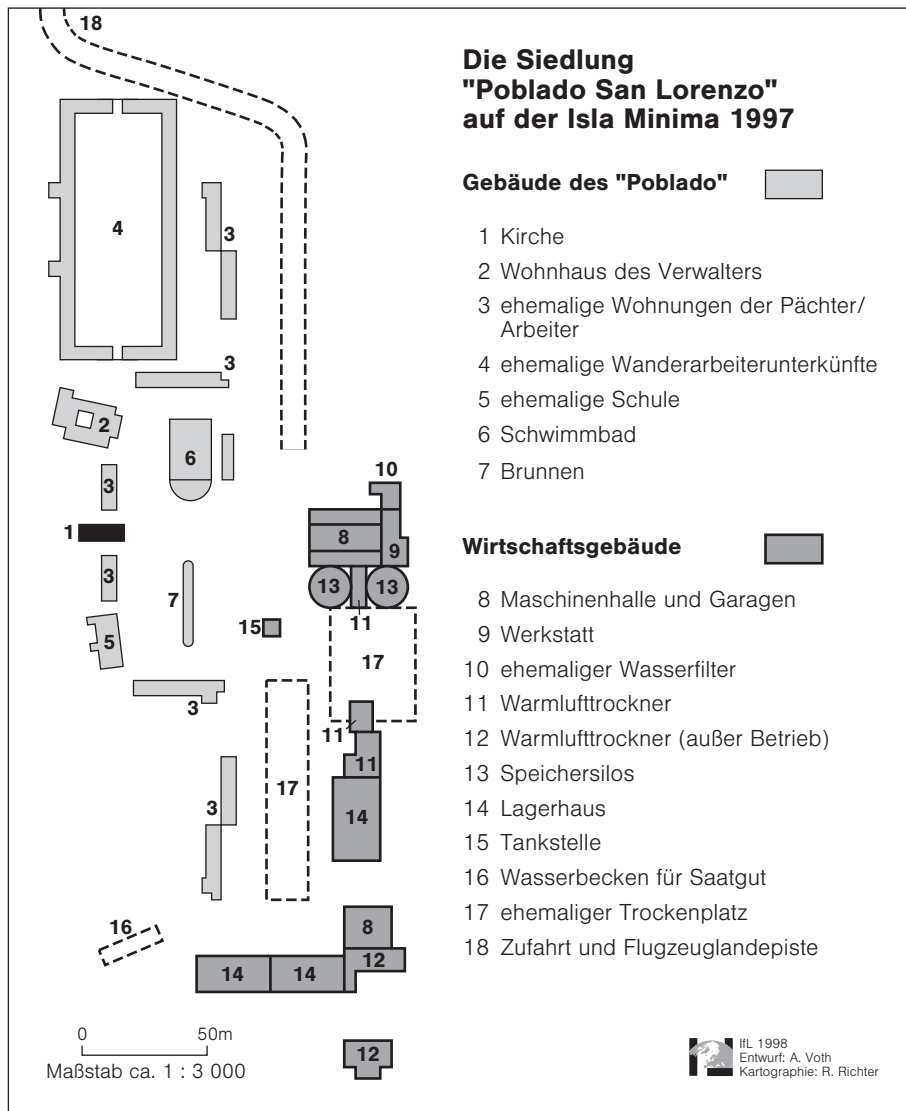 Die Siedlung
"Poblado San Lorenzo"
auf der Isla Minima 1997
Gebäude des "Poblado"
1 Kirche
2 Wohnhaus des Verwalters
3 ehemalige Wohnungen der Pächter/
Arbeiter
4 ehemalige Wanderarbeiterunterkünfte
5 ehemalige Schule
6 Schwimmbad
7 Brunnen
Wirtschaftsgebäude
8 Maschinenhalle und Garagen
9 Werkstatt
10 ehemaliger Wasserfilter
11 Warmlufttrockner
12 Warmlufttrockner (außer Betrieb)
13 Speichersilos
14 Lagerhaus
15 Tankstelle
16 Wasserbecken für Saatgut
17 ehemaliger Trockenplatz
18 Zufahrt und Flugzeuglandepiste
18
4
3
3
2
6
3
10
1
8
9
3
13
13
7
15
11
5
17
3
11
11
17
3
14
16
8
12
14
14
12
0 50m
Maßstab ca. 1 : 3 000
IfL 1998
Entwurf: A. Voth
Kartographie: R. Richter